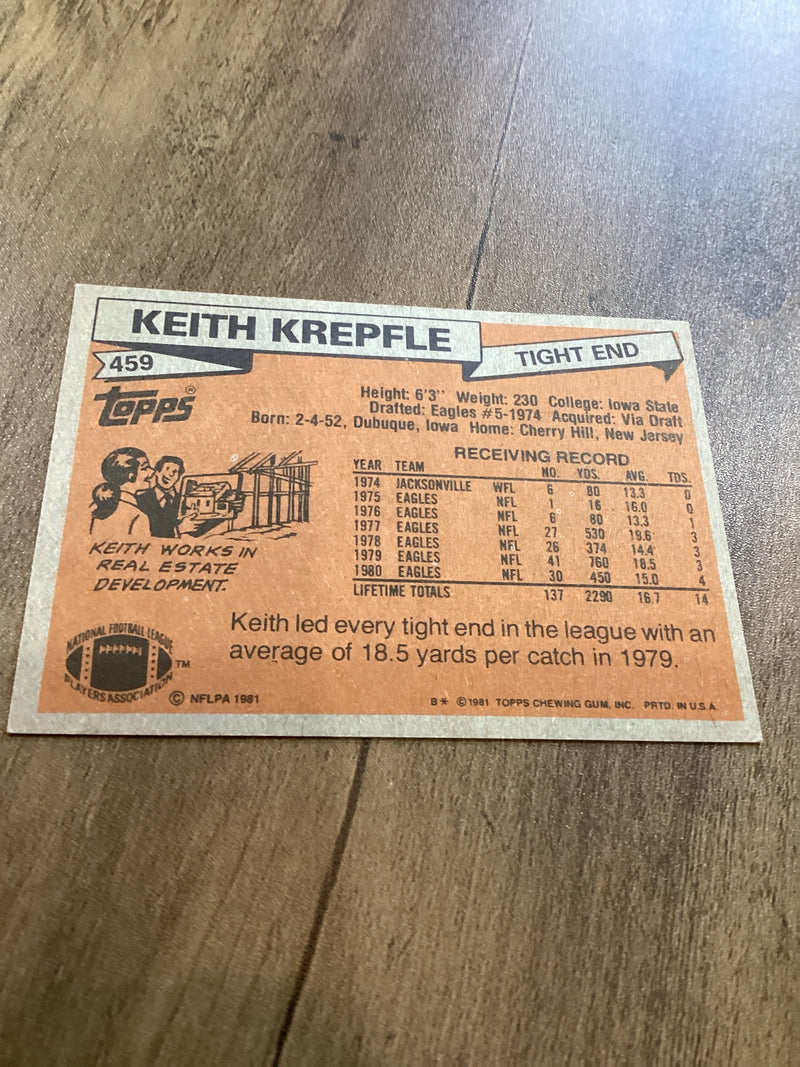 KEITH KREPFLE
TIGHT END
459
Topps®
Height: 6'3'' Weight: 230 College: Iowa State
Drafted: Eagles #5-1974 Acquired: Via Draft
Born: 2-4-52, Dubuque, Iowa Home: Cherry Hill, New Jersey
RECEIVING RECORD
YEAR TEAM NO. YDS. AVG. TDS.
1974 JACKSONVILLE WFL 6 80 13.3 0
1975 EAGLES NFL 1 16 16.0 0
1976 EAGLES NFL 6 80 13.3 1
1977 EAGLES NFL 27 530 19.6 3
1978 EAGLES NFL 26 374 14.4 3
1979 EAGLES NFL 41 760 18.5 3
1980 EAGLES NFL 30 450 15.0 4
LIFETIME TOTALS 137 2290 16.7 14
KEITH WORKS IN
REAL ESTATE
DEVELOPMENT.
Keith led every tight end in the league with an
average of 18.5 yards per catch in 1979.
NATIONAL FOOTBALL LEAGUE
PLAYERS ASSOCIATION
TM
© NFLPA 1981
B* ©1981 TOPPS CHEWING GUM, INC. PRTD. IN U.S.A.